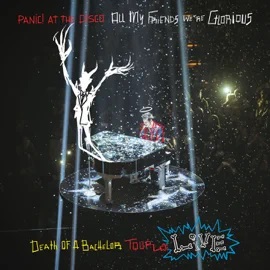 PANIC! AT THE DISCO ALL MY FRIENDS WE'RE GLORIOUS
DEATH OF A BACHELOR TOUR LIVE